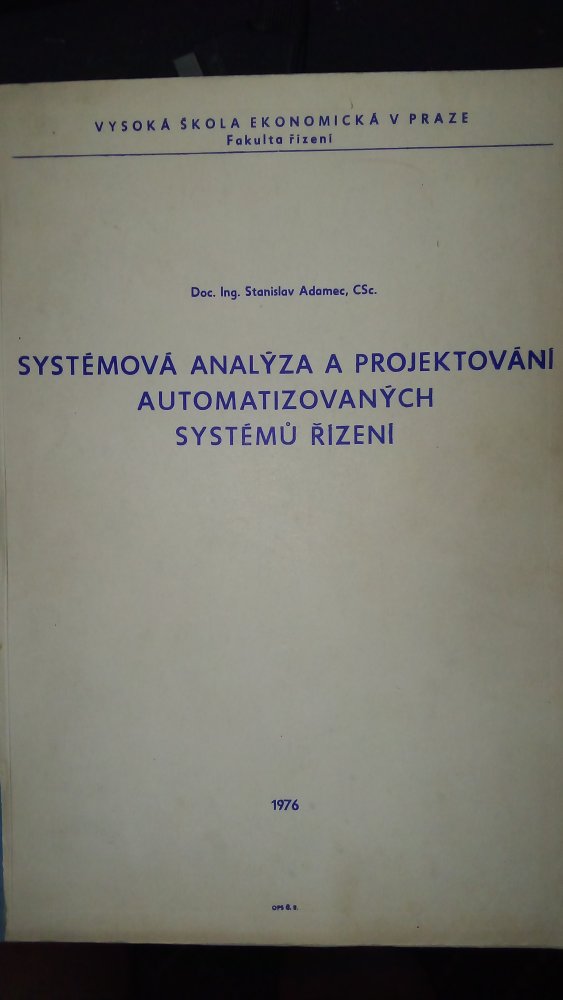 VYSOKÁ ŠKOLA EKONOMICKÁ V PRAZE
Fakulta řízení
Doc. Ing. Stanislav Adamec, CSc.
SYSTÉMOVÁ ANALÝZA A PROJEKTOVÁNÍ
AUTOMATIZOVANÝCH
SYSTÉMŮ ŘÍZENÍ
1976